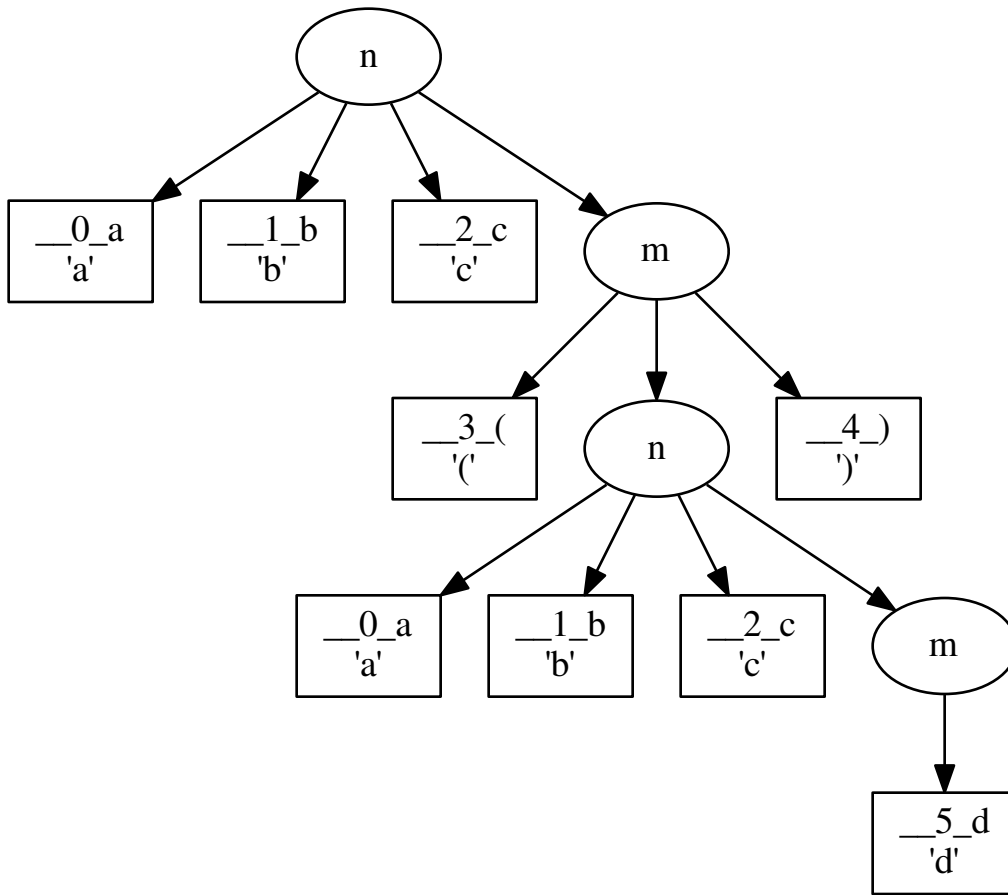 n
__0_a
'a'
__1_b
'b'
__2_c
'c'
m
__3_(
'('
n
__4_)
')'
__0_a
'a'
__1_b
'b'
__2_c
'c'
m
__5_d
'd'